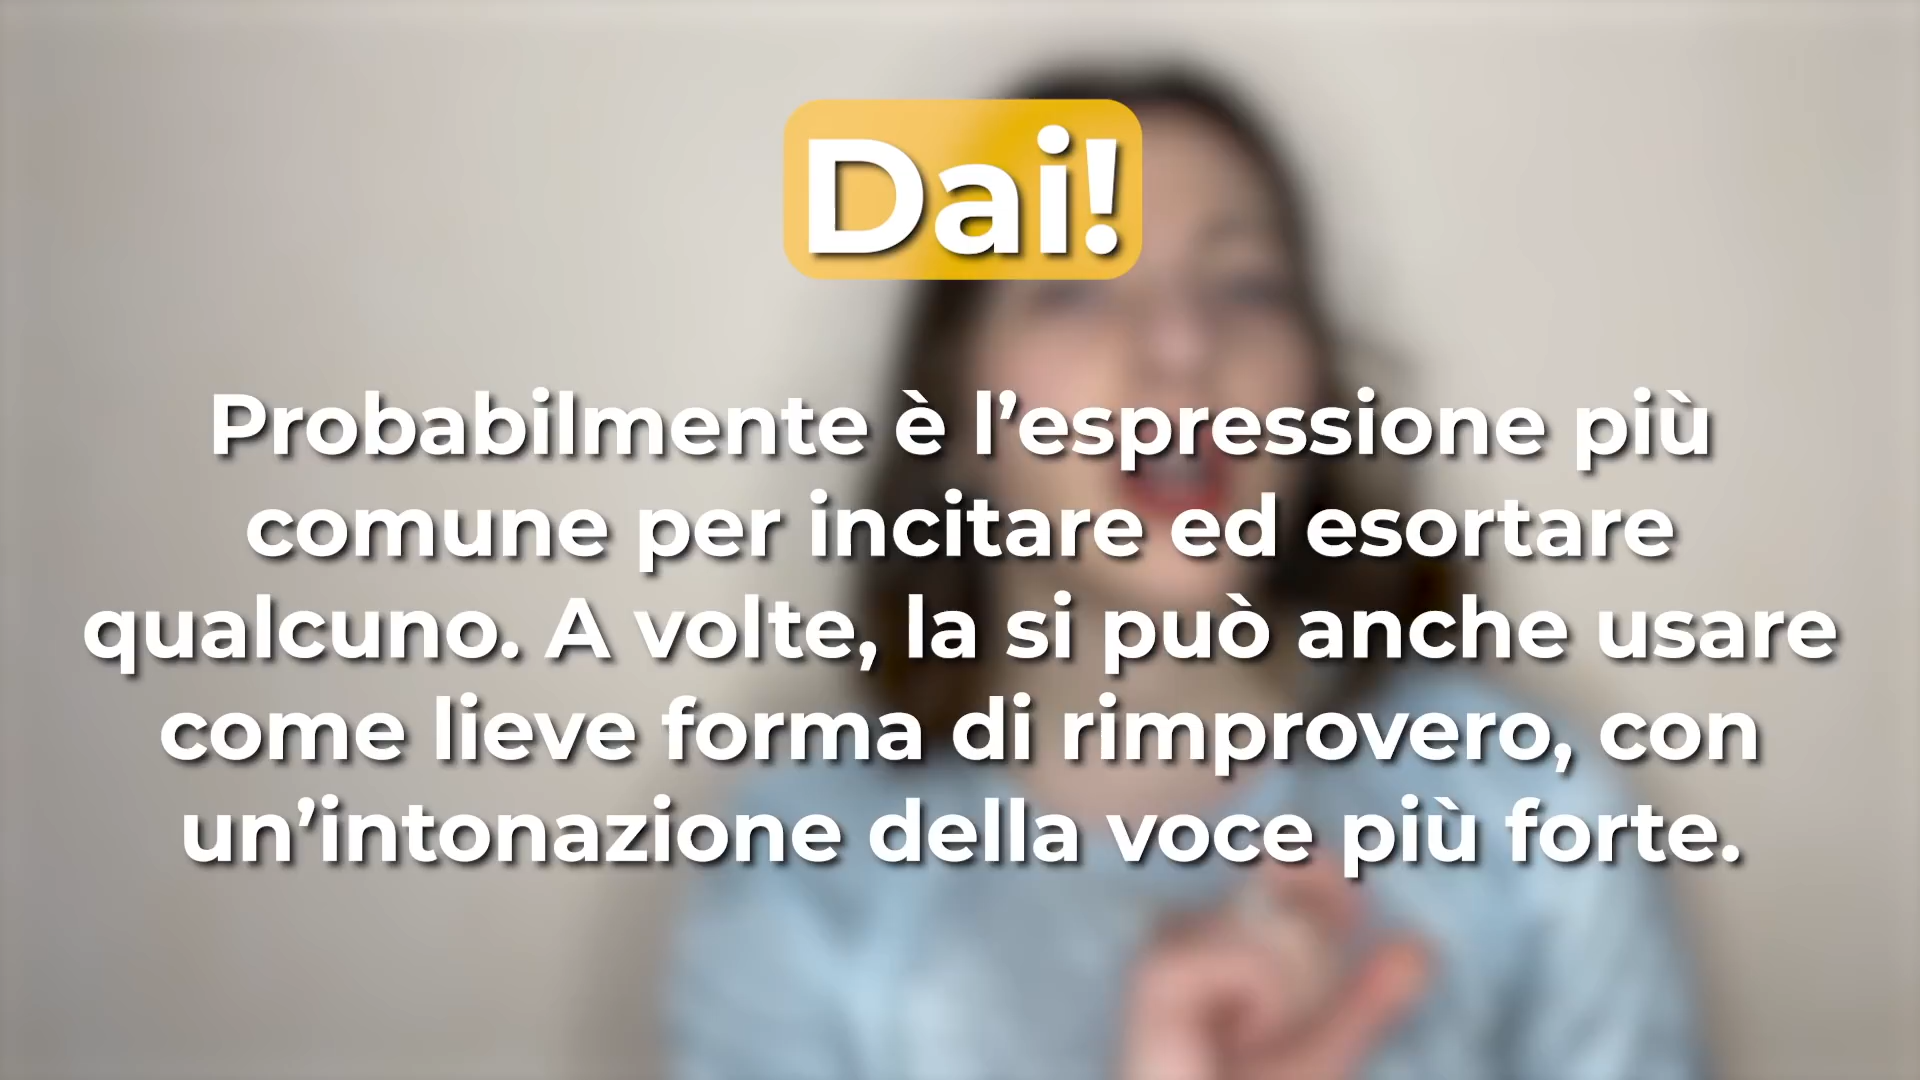 Dai!
Probabilmente è l’espressione più
comune per incitare ed esortare
qualcuno. A volte, la si può anche usare
come lieve forma di rimprovero, con
un’intonazione della voce più forte.